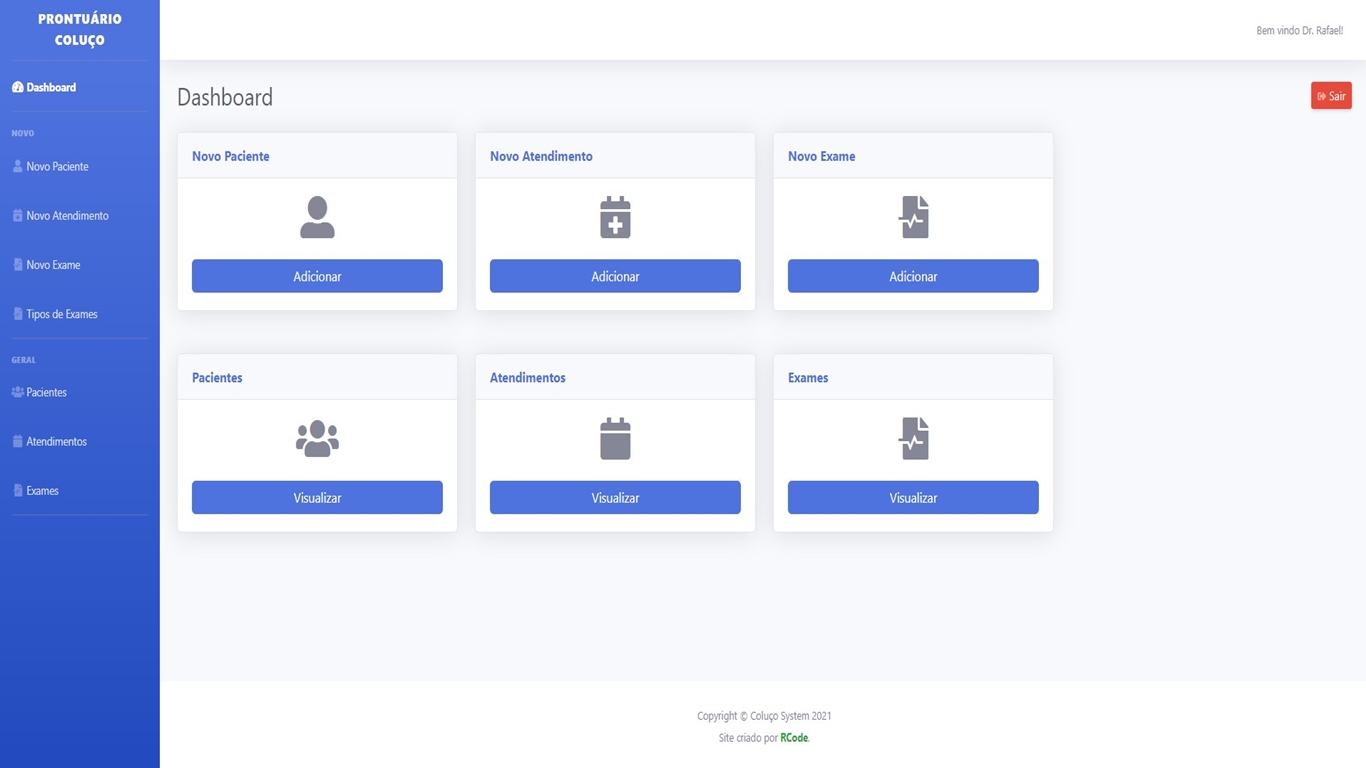 PRONTUÁRIO
COLUÇO
Dashboard
NOVO
Novo Paciente
Novo Atendimento
Novo Exame
Tipos de Exames
GERAL
Pacientes
Atendimentos
Exames
Bem vindo Dr. Rafael!
Dashboard
Sair
Novo Paciente
Adicionar
Novo Atendimento
Adicionar
Novo Exame
Adicionar
Pacientes
Visualizar
Atendimentos
Visualizar
Exames
Visualizar
Copyright © Coluço System 2021
Site criado por RCode.